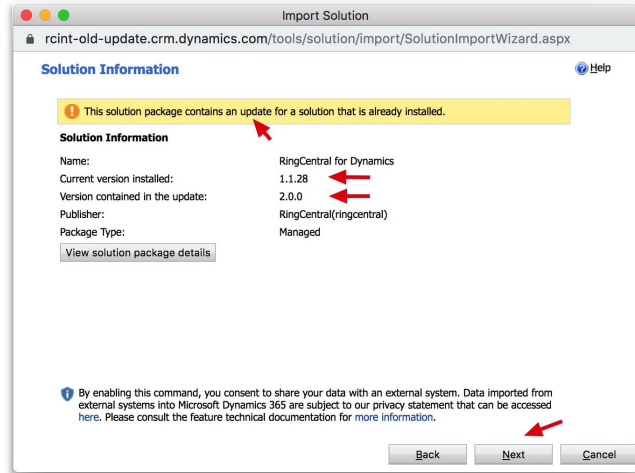 Import Solution
rcint-old-update.crm.dynamics.com/tools/solution/import/SolutionImportWizard.aspx
Solution Information
Help
This solution package contains an update for a solution that is already installed.
Solution Information
Name: RingCentral for Dynamics
Current version installed: 1.1.28
Version contained in the update: 2.0.0
Publisher: RingCentral(ringcentral)
Package Type: Managed
View solution package details
By enabling this command, you consent to share your data with an external system. Data imported from
external systems into Microsoft Dynamics 365 are subject to our privacy statement that can be accessed
here. Please consult the feature technical documentation for more information.
Back Next Cancel